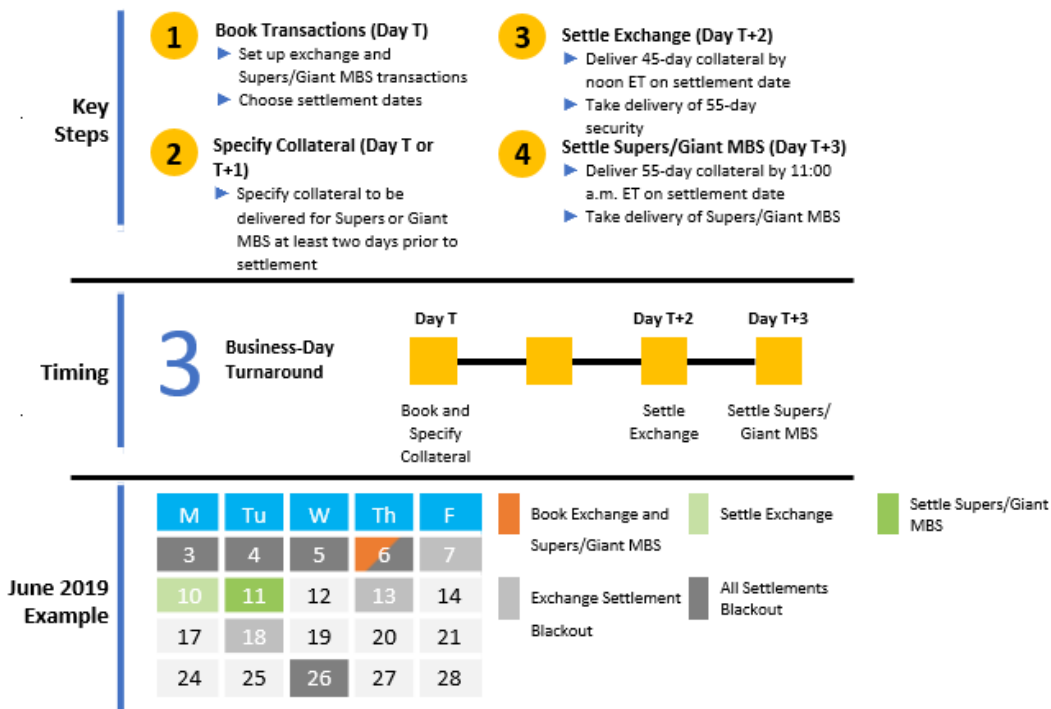 Key
Steps
1
Book Transactions (Day T)
▶ Set up exchange and
Supers/Giant MBS transactions
▶ Choose settlement dates
2
Specify Collateral (Day T or
T+1)
▶ Specify collateral to be
delivered for Supers or Giant
MBS at least two days prior to
settlement
3
Settle Exchange (Day T+2)
▶ Deliver 45-day collateral by
noon ET on settlement date
▶ Take delivery of 55-day
security
4
Settle Supers/Giant MBS (Day T+3)
▶ Deliver 55-day collateral by 11:00
a.m. ET on settlement date
▶ Take delivery of Supers/Giant MBS
Timing
3
Business-Day
Turnaround
Day T
Day T+2
Day T+3
Book and
Specify
Collateral
Settle
Exchange
Settle Supers/
Giant MBS
June 2019
Example
M Tu W Th F
3 4 5 6 7
10 11 12 13 14
17 18 19 20 21
24 25 26 27 28
Book Exchange and
Supers/Giant MBS
Settle Exchange
Settle Supers/Giant
MBS
Exchange Settlement
Blackout
All Settlements
Blackout